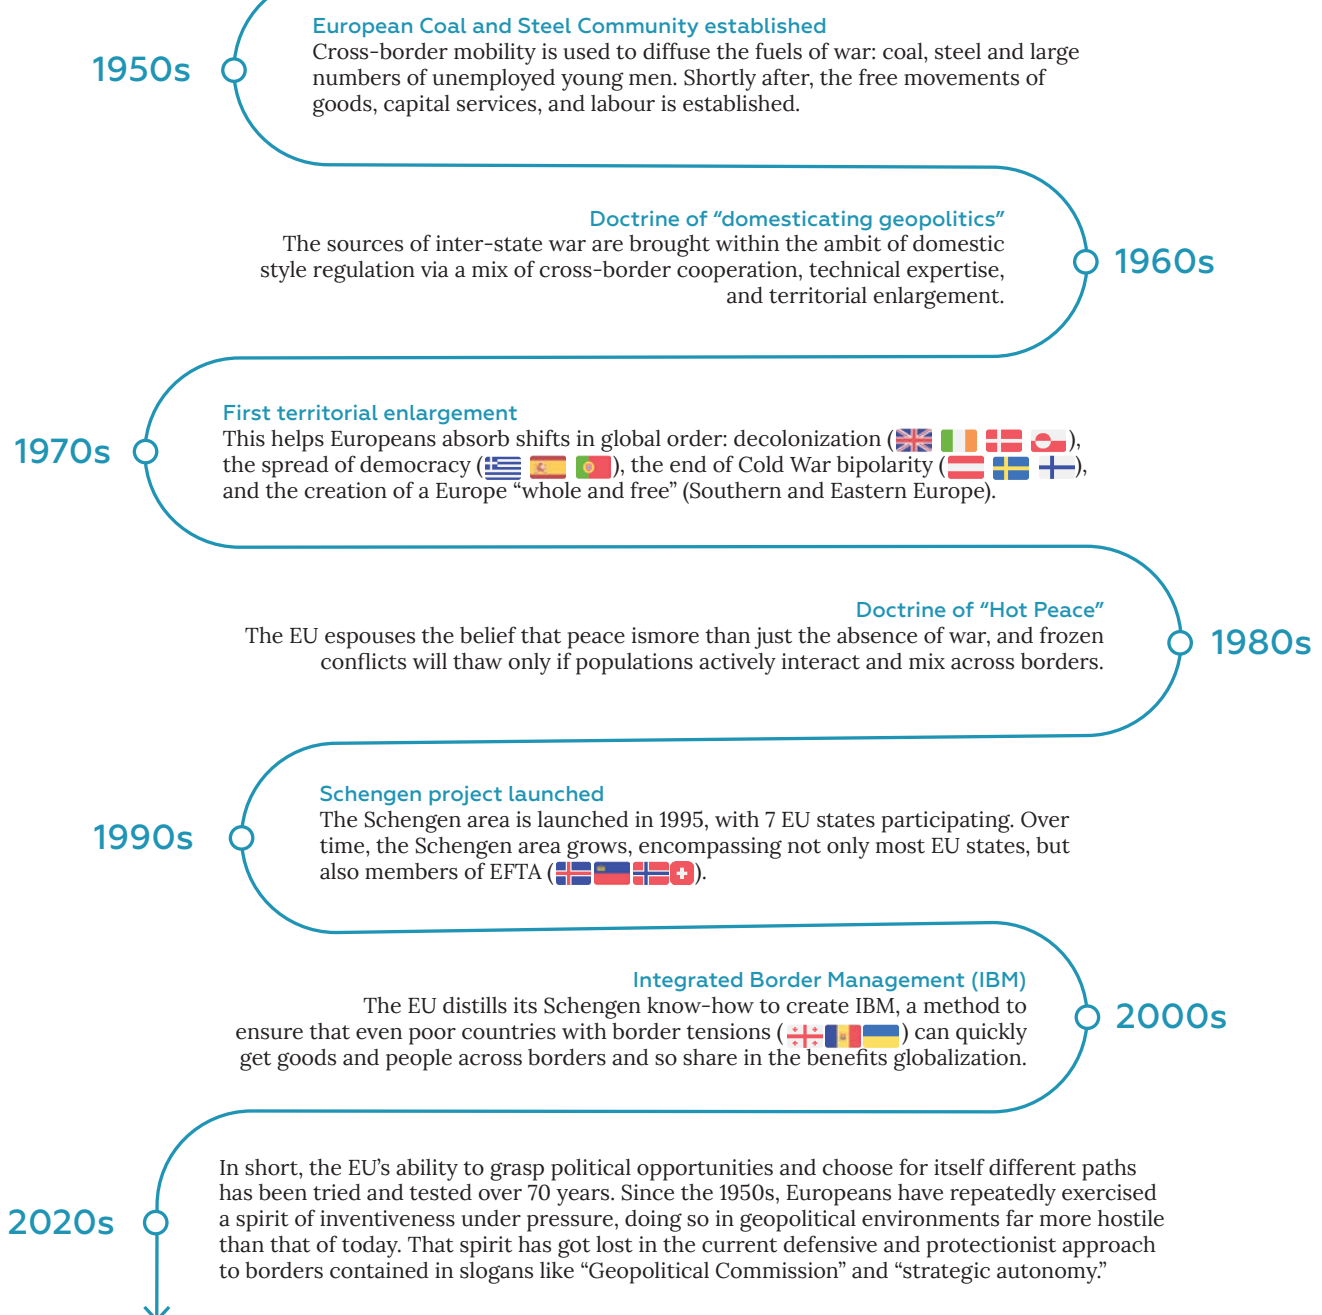 European Coal and Steel Community established
1950s
Cross-border mobility is used to diffuse the fuels of war: coal, steel and large
numbers of unemployed young men. Shortly after, the free movements of
goods, capital services, and labour is established.
Doctrine of “domesticating geopolitics”
The sources of inter-state war are brought within the ambit of domestic
style regulation via a mix of cross-border cooperation, technical expertise,
and territorial enlargement.
1960s
First territorial enlargement
1970s
This helps Europeans absorb shifts in global order: decolonization (),
the spread of democracy (), the end of Cold War bipolarity (),
and the creation of a Europe “whole and free” (Southern and Eastern Europe).
Doctrine of “Hot Peace”
The EU espouses the belief that peace ismore than just the absence of war, and frozen
conflicts will thaw only if populations actively interact and mix across borders.
1980s
Schengen project launched
1990s
The Schengen area is launched in 1995, with 7 EU states participating. Over
time, the Schengen area grows, encompassing not only most EU states, but
also members of EFTA ().
Integrated Border Management (IBM)
The EU distills its Schengen know-how to create IBM, a method to
ensure that even poor countries with border tensions () can quickly
get goods and people across borders and so share in the benefits globalization.
2000s
In short, the EU’s ability to grasp political opportunities and choose for itself different paths
has been tried and tested over 70 years. Since the 1950s, Europeans have repeatedly exercised
a spirit of inventiveness under pressure, doing so in geopolitical environments far more hostile
than that of today. That spirit has got lost in the current defensive and protectionist approach
to borders contained in slogans like “Geopolitical Commission” and “strategic autonomy.”
2020s